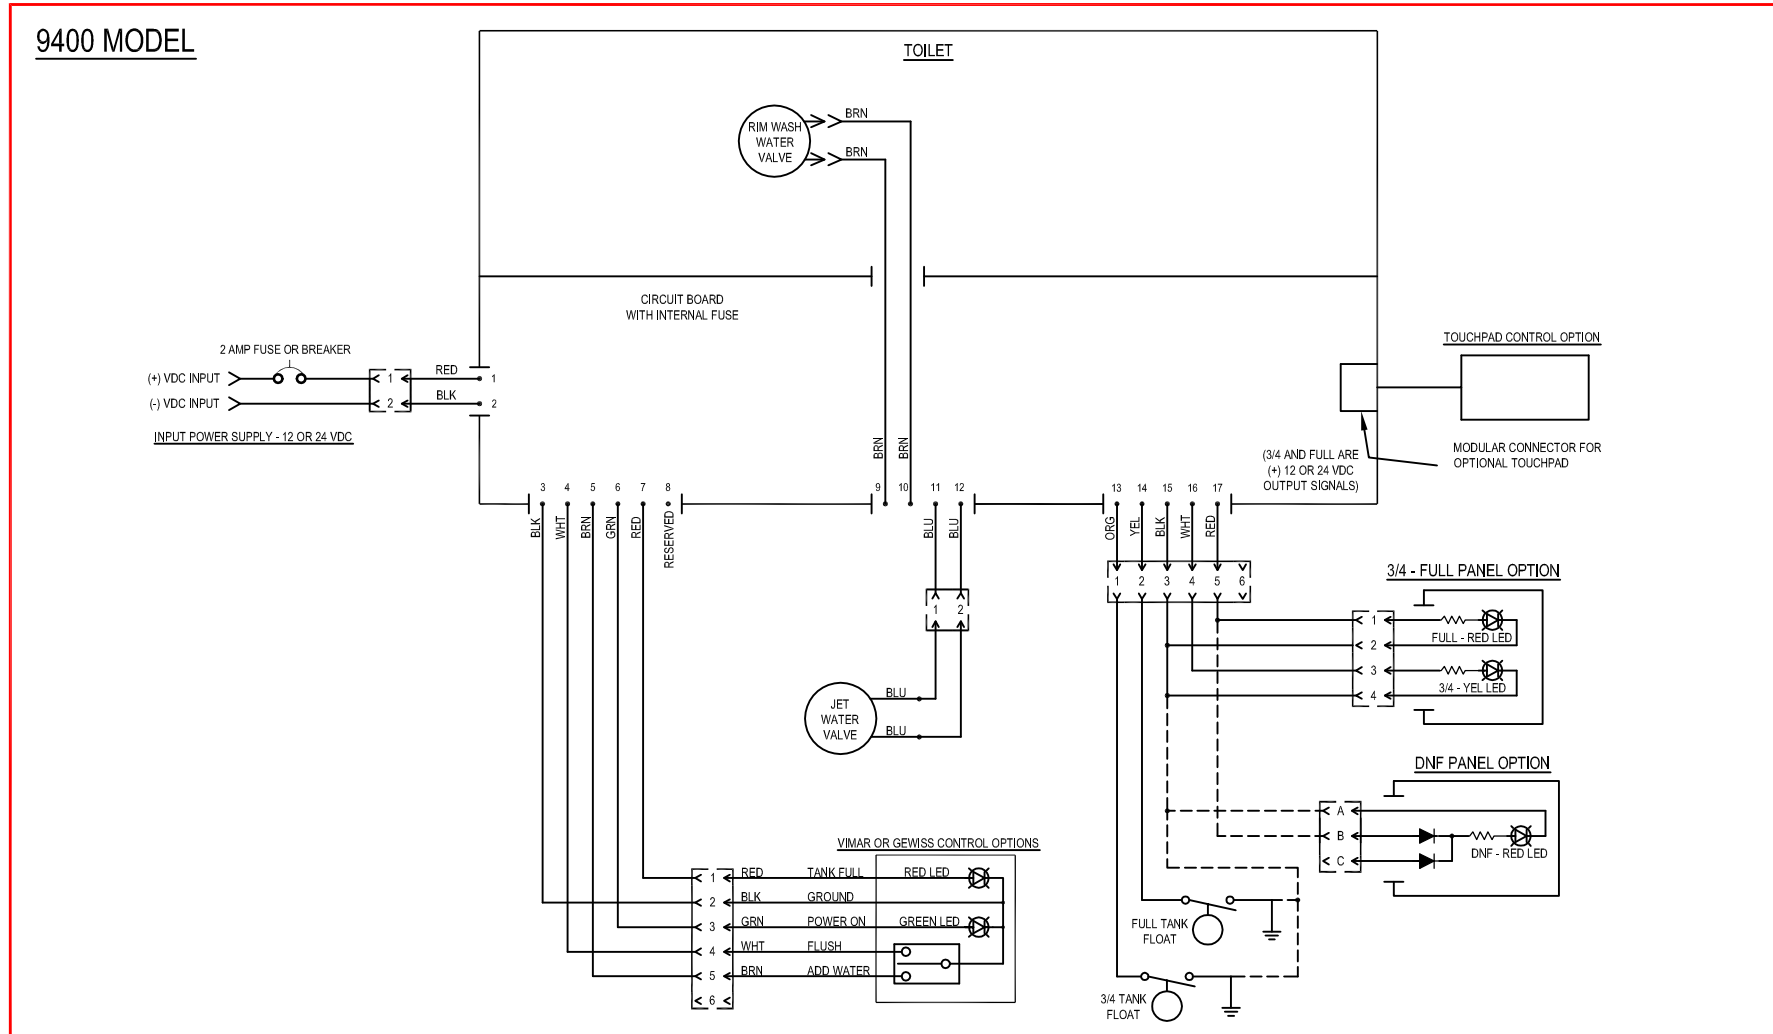 9400 MODEL
TOILET
RIM WASH
WATER
VALVE
BRN
BRN
CIRCUIT BOARD
WITH INTERNAL FUSE
2 AMP FUSE OR BREAKER
(+) VDC INPUT
1
RED
1
(-) VDC INPUT
2
BLK
2
INPUT POWER SUPPLY - 12 OR 24 VDC
TOUCHPAD CONTROL OPTION
MODULAR CONNECTOR FOR
OPTIONAL TOUCHPAD
(3/4 AND FULL ARE
(+) 12 OR 24 VDC
OUTPUT SIGNALS)
BRN
BRN
3 4 5 6 7 8
9 10 11 12
13 14 15 16 17
BLK
WHT
BRN
GRN
RED
RESERVED
BLU
BLU
ORG
YEL
BLK
WHT
RED
1 2 3 4 5 6
1 2
JET
WATER
VALVE
BLU
BLU
3/4 - FULL PANEL OPTION
1
FULL - RED LED
2
3
3/4 - YEL LED
4
DNF PANEL OPTION
A
B
DNF - RED LED
C
VIMAR OR GEWISS CONTROL OPTIONS
1 RED TANK FULL RED LED
2 BLK GROUND
3 GRN POWER ON GREEN LED
4 WHT FLUSH
5 BRN ADD WATER
6
FULL TANK
FLOAT
3/4 TANK
FLOAT